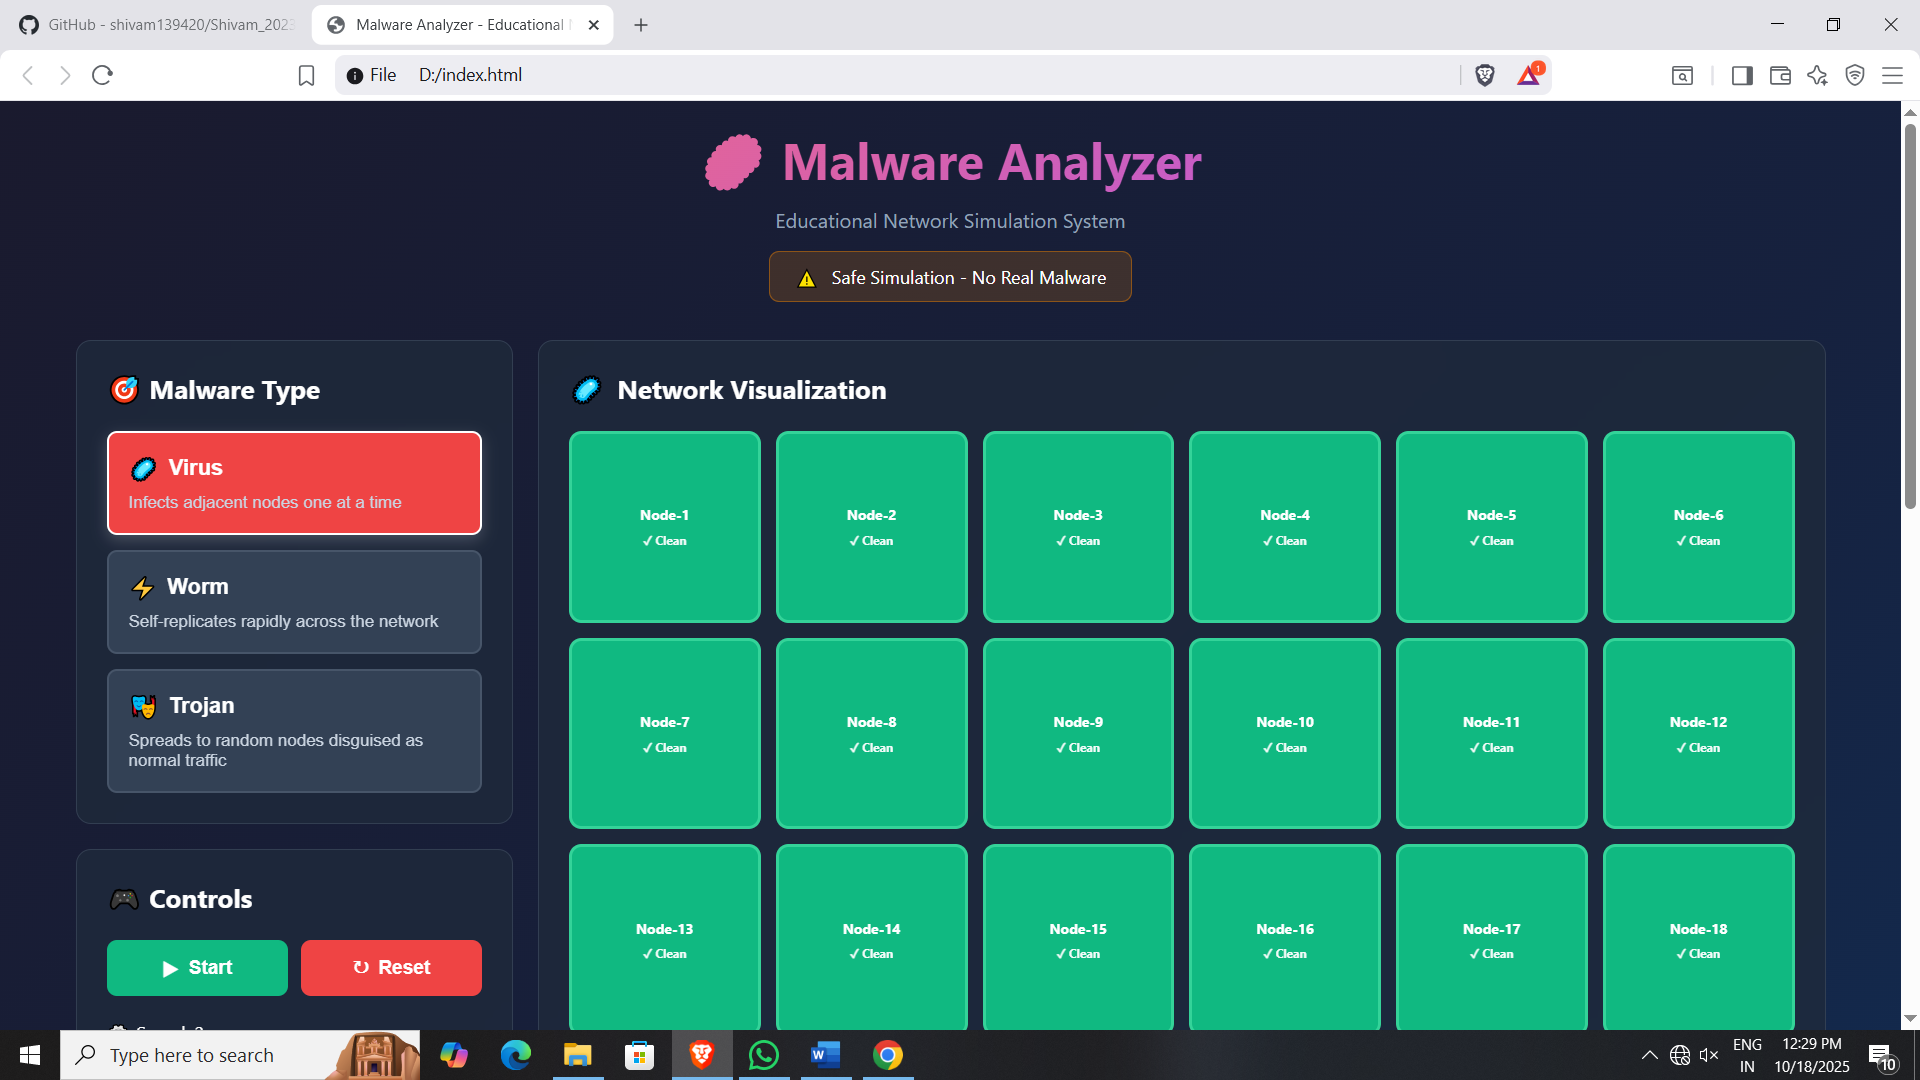 GitHub - shivam139420/Shivam_2023
Malware Analyzer - Educational
File
D:/index.html
1
Malware Analyzer
Educational Network Simulation System
⚠ Safe Simulation - No Real Malware
Malware Type
Virus
Infects adjacent nodes one at a time
Worm
Self-replicates rapidly across the network
Trojan
Spreads to random nodes disguised as
normal traffic
Controls
▶ Start
↻ Reset
Network Visualization
Node-1
✓ Clean
Node-2
✓ Clean
Node-3
✓ Clean
Node-4
✓ Clean
Node-5
✓ Clean
Node-6
✓ Clean
Node-7
✓ Clean
Node-8
✓ Clean
Node-9
✓ Clean
Node-10
✓ Clean
Node-11
✓ Clean
Node-12
✓ Clean
Node-13
✓ Clean
Node-14
✓ Clean
Node-15
✓ Clean
Node-16
✓ Clean
Node-17
✓ Clean
Node-18
✓ Clean
Type here to search
ENG
IN
12:29 PM
10/18/2025
10